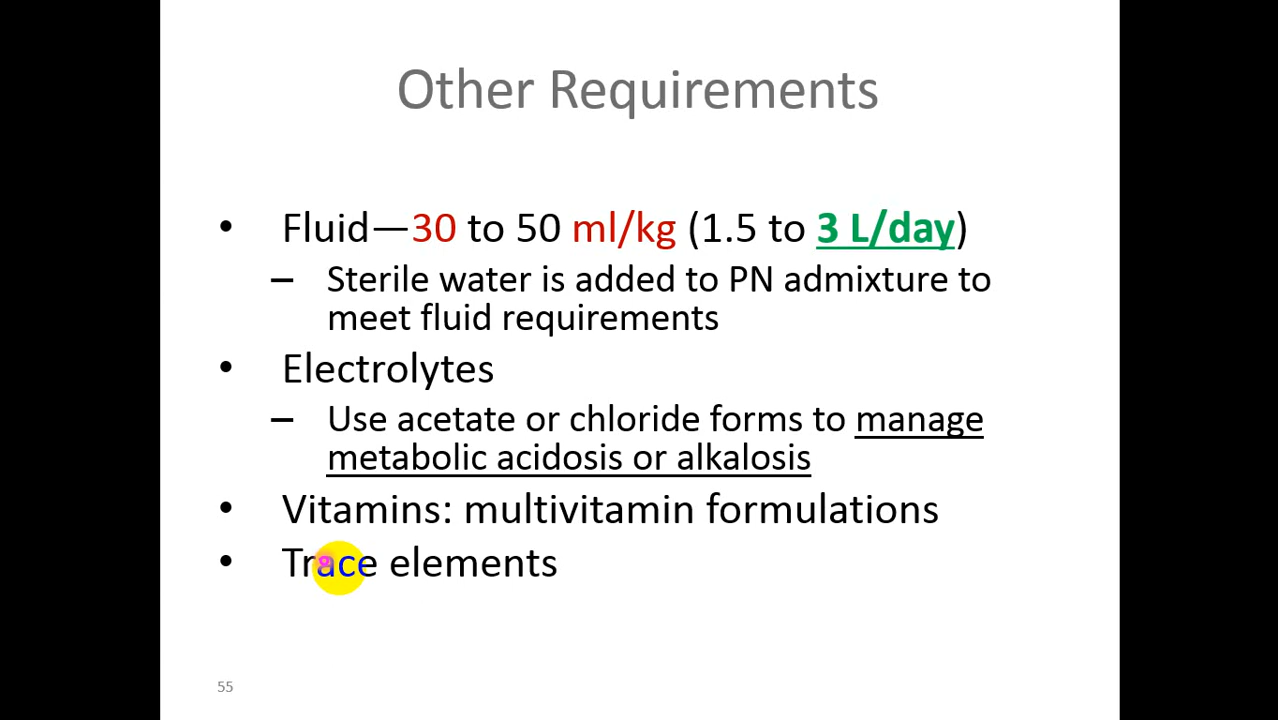 Other Requirements
• Fluid—30 to 50 ml/kg (1.5 to 3 L/day)
– Sterile water is added to PN admixture to
meet fluid requirements
• Electrolytes
– Use acetate or chloride forms to manage
metabolic acidosis or alkalosis
• Vitamins: multivitamin formulations
• Trace elements
55